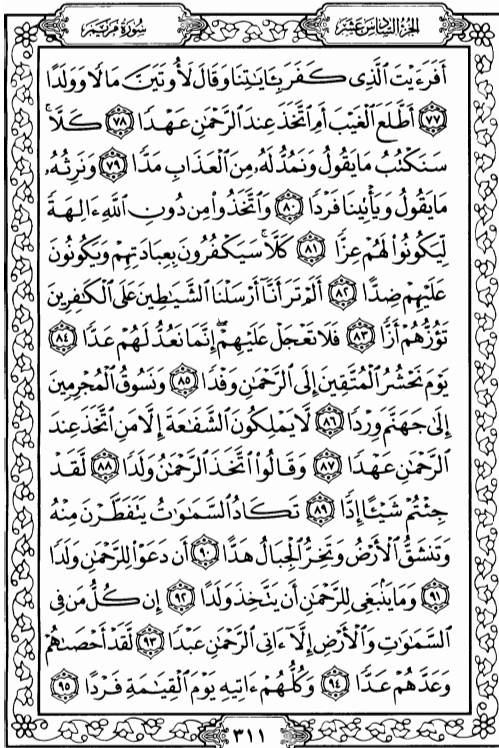 الجزء السادس عشر
سورة مريم
أَفَرَءَيْتَ ٱلَّذِى كَفَرَ بِـَٔايَـٰتِنَا وَقَالَ لَأُوتَيَنَّ مَالًا وَوَلَدًا
﴿٧٧﴾ أَطَّلَعَ ٱلْغَيْبَ أَمِ ٱتَّخَذَ عِندَ ٱلرَّحْمَـٰنِ عَهْدًا ﴿٧٨﴾ كَلَّا ۚ
سَنَكْتُبُ مَا يَقُولُ وَنَمُدُّ لَهُۥ مِنَ ٱلْعَذَابِ مَدًّا ﴿٧٩﴾ وَنَرِثُهُۥ
مَا يَقُولُ وَيَأْتِينَا فَرْدًا ﴿٨٠﴾ وَٱتَّخَذُوا۟ مِن دُونِ ٱللَّهِ ءَالِهَةً
لِّيَكُونُوا۟ لَهُمْ عِزًّا ﴿٨١﴾ كَلَّا ۚ سَيَكْفُرُونَ بِعِبَادَتِهِمْ وَيَكُونُونَ
عَلَيْهِمْ ضِدًّا ﴿٨٢﴾ أَلَمْ تَرَ أَنَّآ أَرْسَلْنَا ٱلشَّيَـٰطِينَ عَلَى ٱلْكَـٰفِرِينَ
تَؤُزُّهُمْ أَزًّا ﴿٨٣﴾ فَلَا تَعْجَلْ عَلَيْهِمْ ۖ إِنَّمَا نَعُدُّ لَهُمْ عَدًّا ﴿٨٤﴾
يَوْمَ نَحْشُرُ ٱلْمُتَّقِينَ إِلَى ٱلرَّحْمَـٰنِ وَفْدًا ﴿٨٥﴾ وَنَسُوقُ ٱلْمُجْرِمِينَ
إِلَىٰ جَهَنَّمَ وِرْدًا ﴿٨٦﴾ لَّا يَمْلِكُونَ ٱلشَّفَـٰعَةَ إِلَّا مَنِ ٱتَّخَذَ عِندَ
ٱلرَّحْمَـٰنِ عَهْدًا ﴿٨٧﴾ وَقَالُوا۟ ٱتَّخَذَ ٱلرَّحْمَـٰنُ وَلَدًا ﴿٨٨﴾ لَّقَدْ
جِئْتُمْ شَيْـًٔا إِدًّا ﴿٨٩﴾ تَكَادُ ٱلسَّمَـٰوَٰتُ يَتَفَطَّرْنَ مِنْهُ
وَتَنشَقُّ ٱلْأَرْضُ وَتَخِرُّ ٱلْجِبَالُ هَدًّا ﴿٩٠﴾ أَن دَعَوْا۟ لِلرَّحْمَـٰنِ وَلَدًا
﴿٩١﴾ وَمَا يَنۢبَغِى لِلرَّحْمَـٰنِ أَن يَتَّخِذَ وَلَدًا ﴿٩٢﴾ إِن كُلُّ مَن فِى
ٱلسَّمَـٰوَٰتِ وَٱلْأَرْضِ إِلَّآ ءَاتِى ٱلرَّحْمَـٰنِ عَبْدًا ﴿٩٣﴾ لَّقَدْ أَحْصَىٰهُمْ
وَعَدَّهُمْ عَدًّا ﴿٩٤﴾ وَكُلُّهُمْ ءَاتِيهِ يَوْمَ ٱلْقِيَـٰمَةِ فَرْدًا ﴿٩٥﴾
٣١١